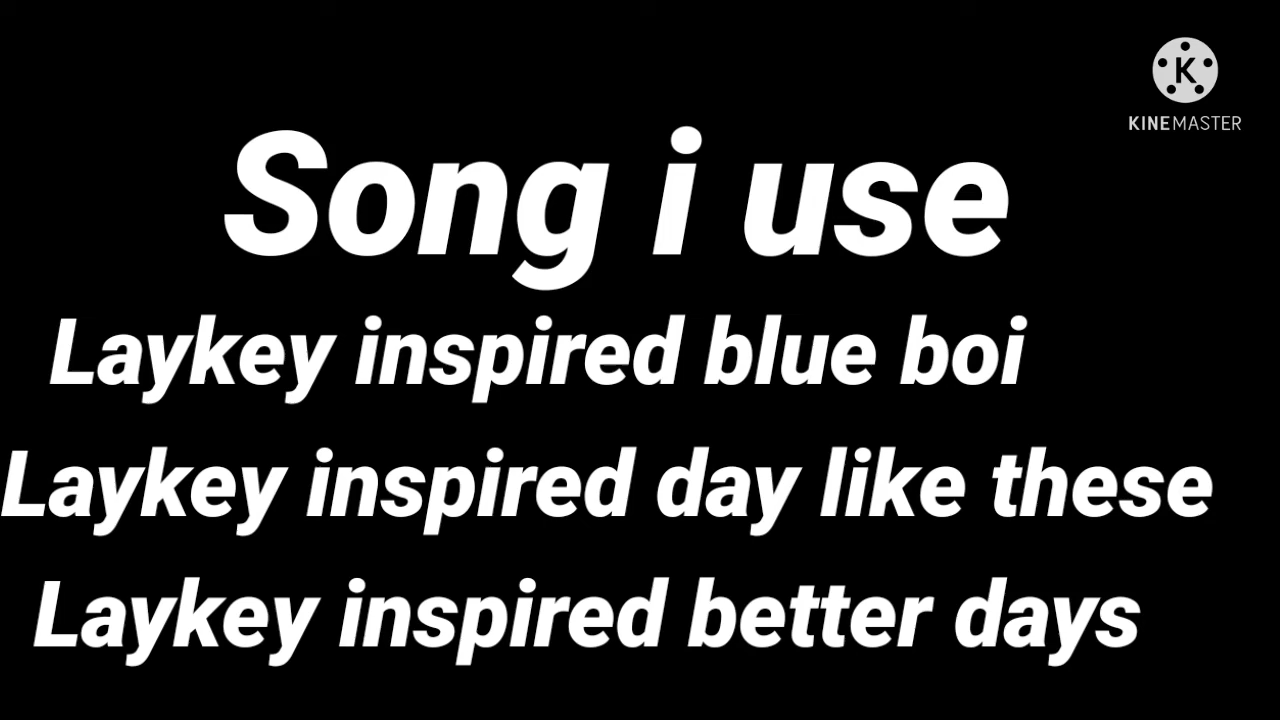 K
KINEMASTER
Song i use
Laykey inspired blue boi
Laykey inspired day like these
Laykey inspired better days